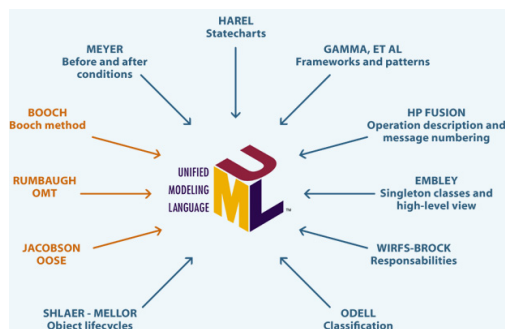 HAREL
Statecharts
MEYER
Before and after
conditions
GAMMA, ET AL
Frameworks and patterns
BOOCH
Booch method
HP FUSION
Operation description and
message numbering
RUMBAUGH
OMT
UNIFIED
MODELING
LANGUAGE
UML
TM
EMBLEY
Singleton classes and
high-level view
JACOBSON
OOSE
WIRFS-BROCK
Responsabilities
SHLAER - MELLOR
Object lifecycles
ODELL
Classification